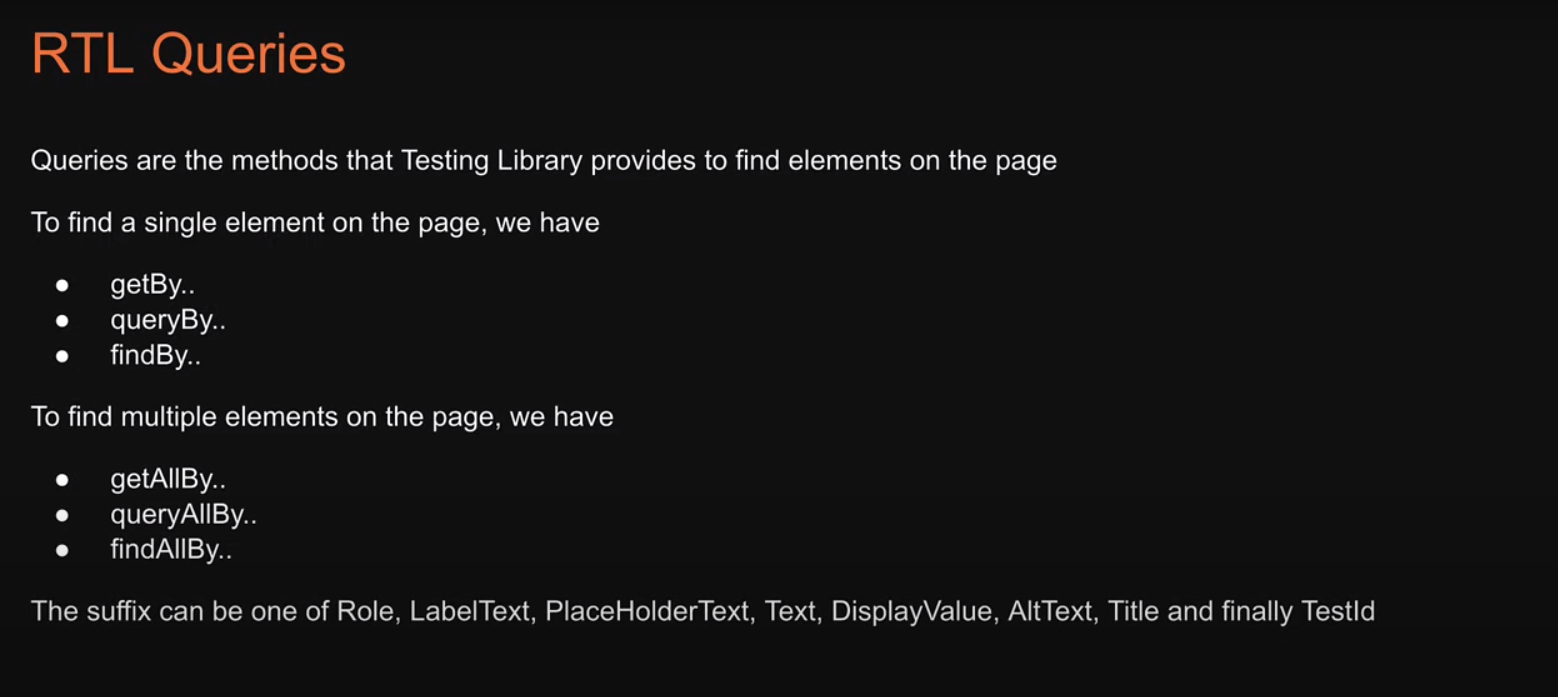 RTL Queries
Queries are the methods that Testing Library provides to find elements on the page
To find a single element on the page, we have
● getBy..
● queryBy..
● findBy..
To find multiple elements on the page, we have
● getAllBy..
● queryAllBy..
● findAllBy..
The suffix can be one of Role, LabelText, PlaceHolderText, Text, DisplayValue, AltText, Title and finally TestId